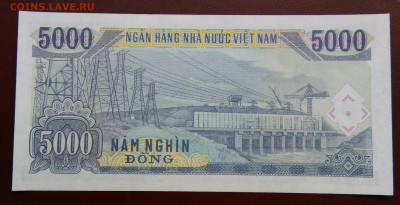 COINS.LAVE.RU
5000 NGÂN HÀNG NHÀ NƯỚC VIỆT NAM 5000
5000 NĂM NGHÌN
ĐỒNG